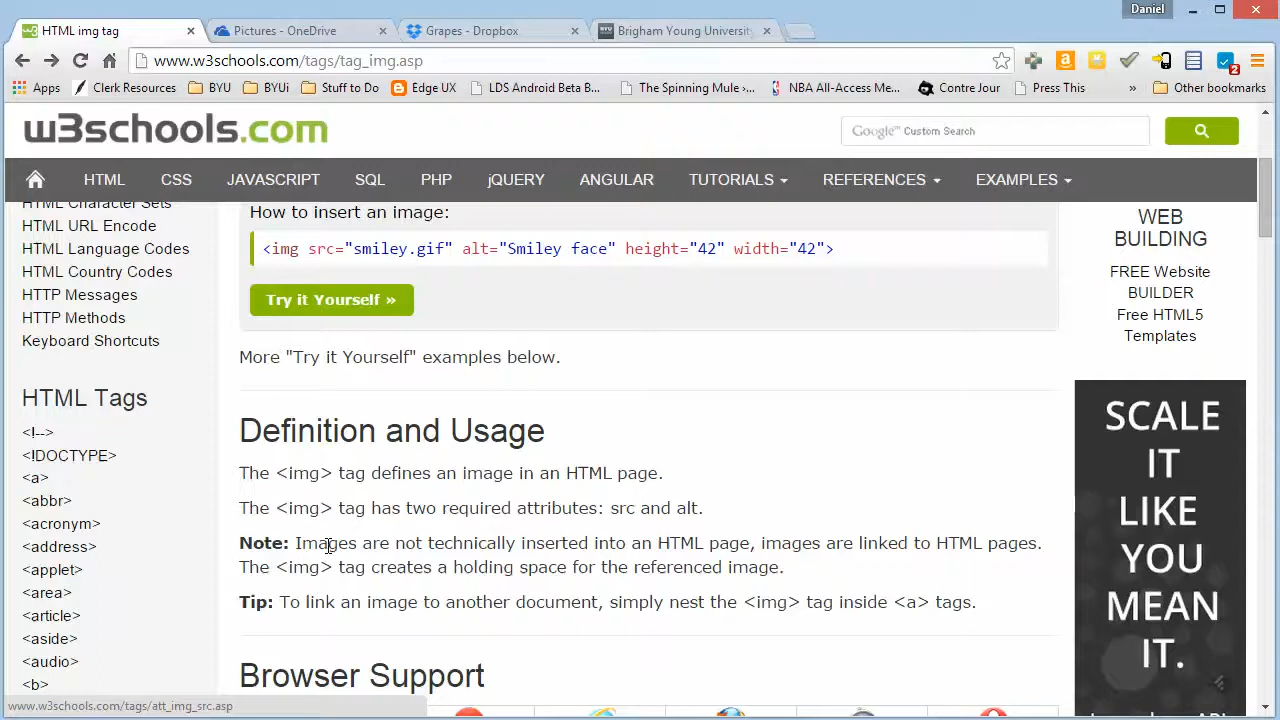 Daniel
HTML img tag
Pictures - OneDrive
Grapes - Dropbox
Brigham Young University
www.w3schools.com/tags/tag_img.asp
Apps
Clerk Resources
BYU
BYUi
Stuff to Do
Edge UX
LDS Android Beta B...
The Spinning Mule >...
NBA All-Access Me...
Contre Jour
Press This
»
Other bookmarks
2
w3schools.com
Google™ Custom Search
HTML
CSS
JAVASCRIPT
SQL
PHP
jQUERY
ANGULAR
TUTORIALS
REFERENCES
EXAMPLES
HTML Character Sets
HTML URL Encode
HTML Language Codes
HTML Country Codes
HTTP Messages
HTTP Methods
Keyboard Shortcuts
HTML Tags
<!-->
<!DOCTYPE>
<a>
<abbr>
<acronym>
<address>
<applet>
<area>
<article>
<aside>
<audio>
<b>
How to insert an image:
<img src="smiley.gif" alt="Smiley face" height="42" width="42">
Try it Yourself »
More "Try it Yourself" examples below.
Definition and Usage
The <img> tag defines an image in an HTML page.
The <img> tag has two required attributes: src and alt.
Note: Images are not technically inserted into an HTML page, images are linked to HTML pages.
The <img> tag creates a holding space for the referenced image.
Tip: To link an image to another document, simply nest the <img> tag inside <a> tags.
Browser Support
WEB
BUILDING
FREE Website
BUILDER
Free HTML5
Templates
SCALE
IT
LIKE
YOU
MEAN
IT.
www.w3schools.com/tags/att_img_src.asp